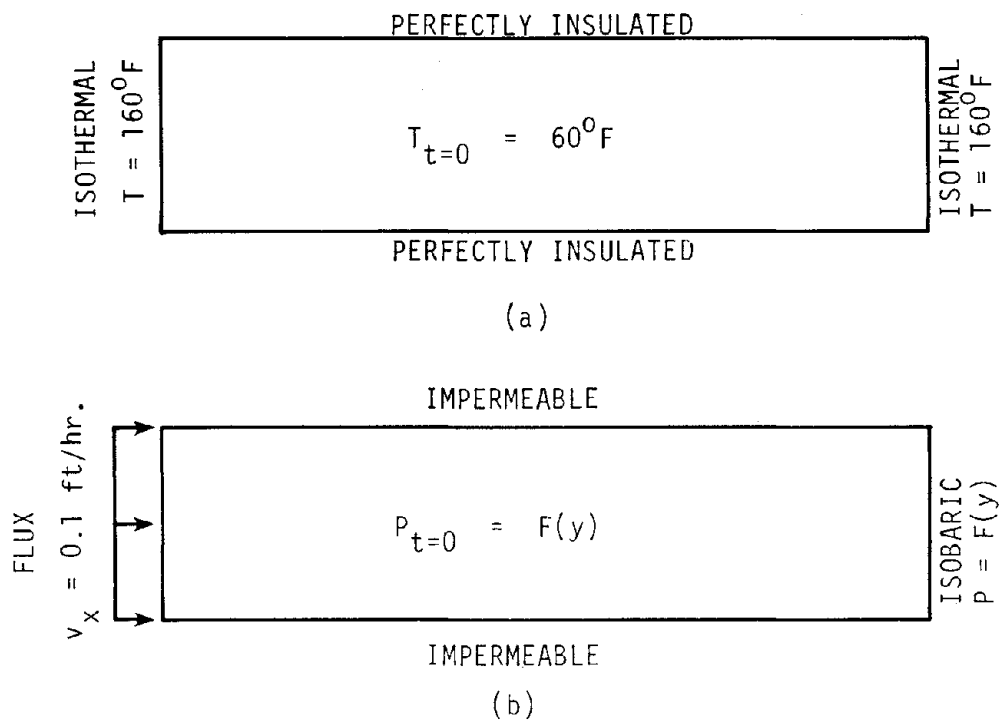 PERFECTLY INSULATED
ISOTHERMAL
T = 160°F
T_{t=0} = 60°F
ISOTHERMAL
T = 160°F
PERFECTLY INSULATED
(a)
IMPERMEABLE
FLUX
v_x = 0.1 ft/hr.
P_{t=0} = F(y)
ISOBARIC
P = F(y)
IMPERMEABLE
(b)